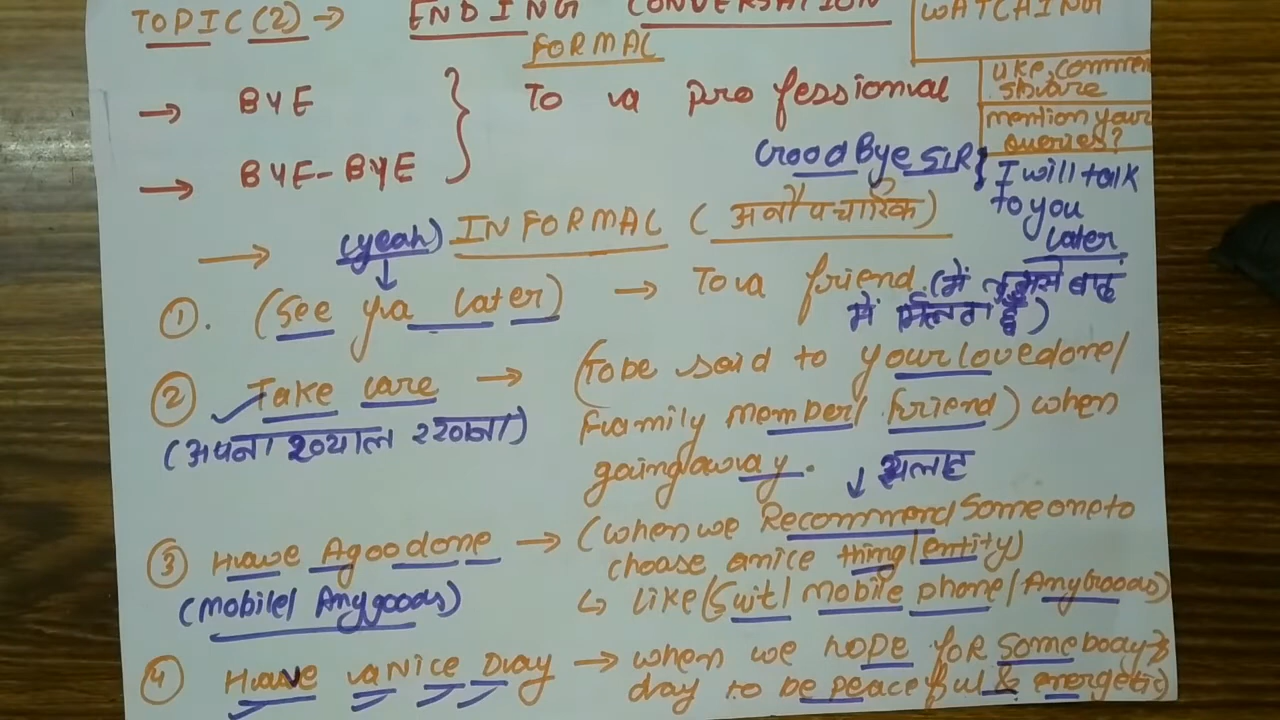 TOPIC (2) → ENDING CONVERSATION
FORMAL
WATCHING
like, comment
share
mention your
queries?
→ BYE
→ BYE-BYE
} To a professional
Good Bye SIR} I will talk
to you
later
→ INFORMAL (अनौपचारिक)
(yeah)
↓
①. (See ya later) → To a friend (में तुमसे बाद
में मिलता हूँ)
② Take care → (To be said to your loved one/
(अपना ख्याल रखना)
Family Member/ friend) when
going away.
↓ सलाह
③ Have A good one → (when we Recommend Someone to
choose a nice thing/entity)
(Mobile/ Any goods)
↳ Like (Suit/ Mobile phone/ Any Goods)
④ Have a Nice Day → when we hope for Somebody's
day to be peaceful & energetic)